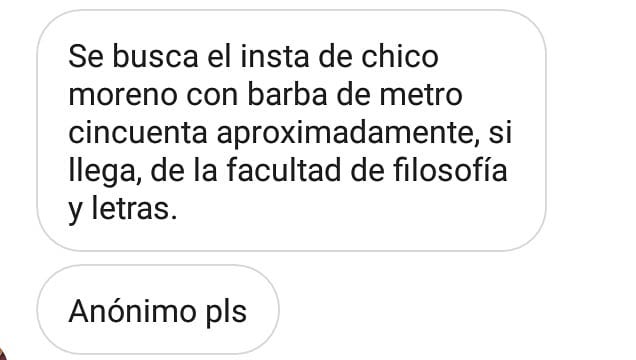 Se busca el insta de chico
moreno con barba de metro
cincuenta aproximadamente, si
llega, de la facultad de filosofía
y letras.
Anónimo pls